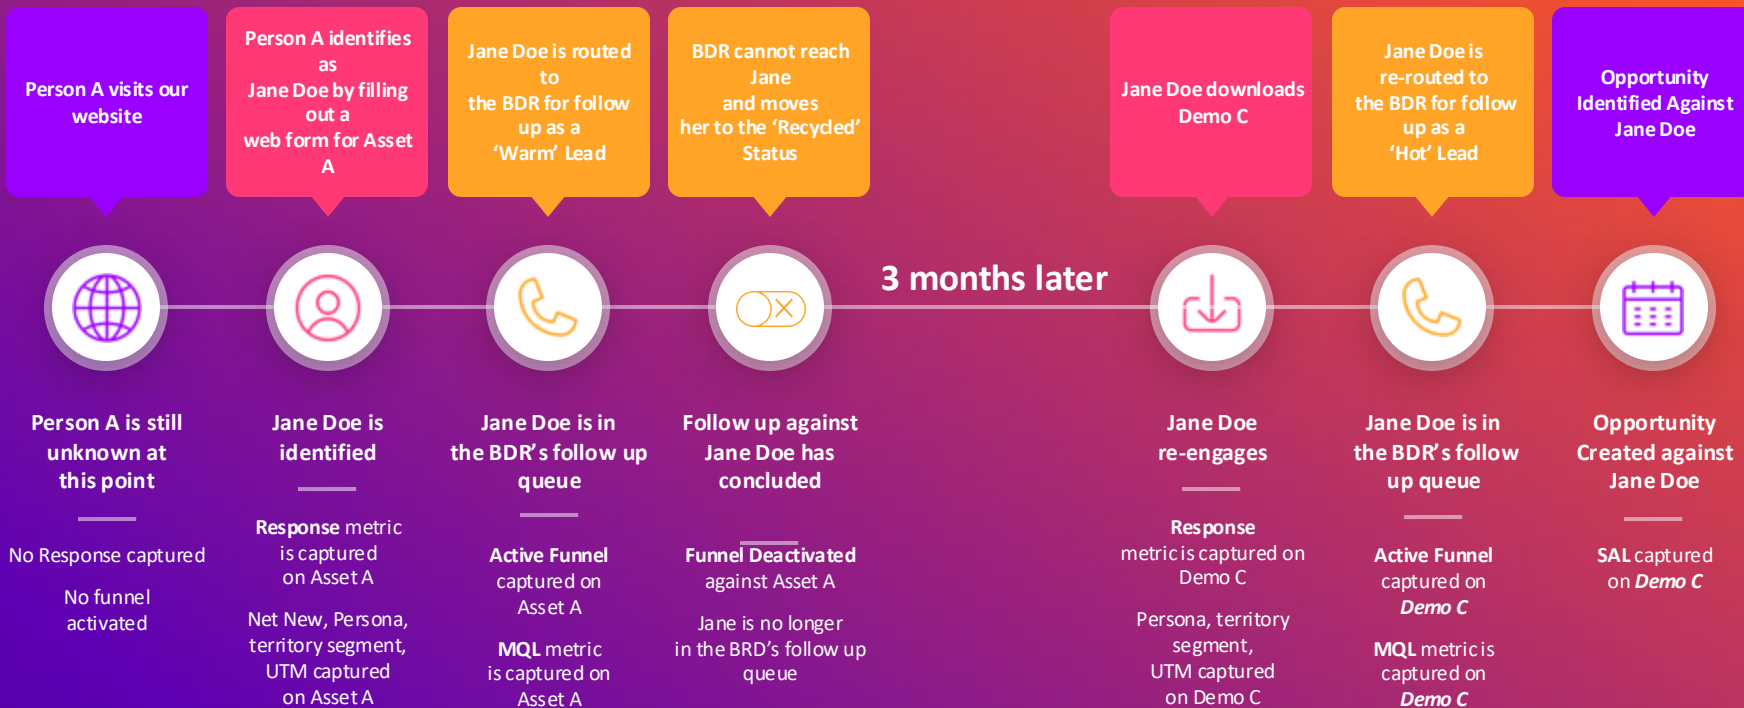 Person A visits our
website
Person A identifies
as
Jane Doe by filling
out a
web form for Asset
A
Jane Doe is routed
to
the BDR for follow
up as a
‘Warm’ Lead
BDR cannot reach
Jane
and moves
her to the ‘Recycled’
Status
Jane Doe downloads
Demo C
Jane Doe is
re-routed to
the BDR for follow
up as a
‘Hot’ Lead
Opportunity
Identified Against
Jane Doe
3 months later
Person A is still
unknown at
this point
No Response captured
No funnel
activated
Jane Doe is
identified
Response metric
is captured
on Asset A
Net New, Persona,
territory segment,
UTM captured
on Asset A
Jane Doe is in
the BDR’s follow up
queue
Active Funnel
captured on
Asset A
MQL metric
is captured on
Asset A
Follow up against
Jane Doe has
concluded
Funnel Deactivated
against Asset A
Jane is no longer
in the BRD’s follow up
queue
Jane Doe
re-engages
Response
metric is captured on
Demo C
Persona, territory
segment,
UTM captured
on Demo C
Jane Doe is in
the BDR’s follow
up queue
Active Funnel
captured on
Demo C
MQL metric is
captured on
Demo C
Opportunity
Created against
Jane Doe
SAL captured
on Demo C